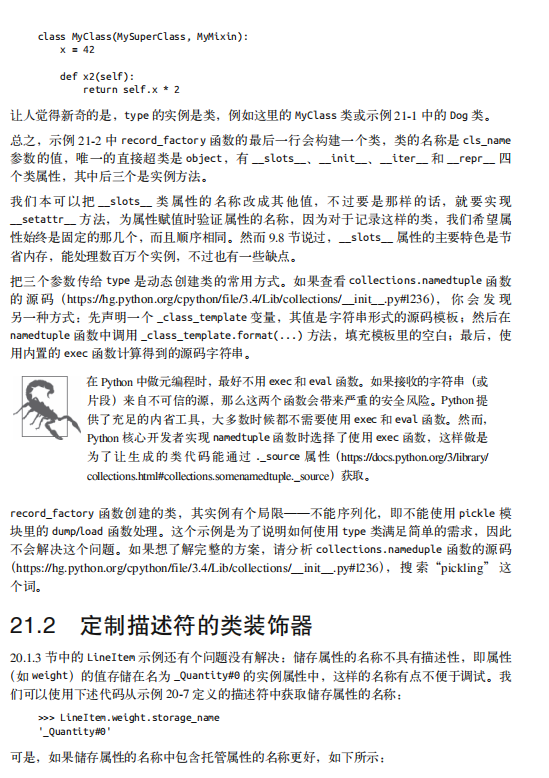 class MyClass(MySuperClass, MyMixin):
    x = 42
    def x2(self):
        return self.x * 2
让人觉得新奇的是，type 的实例是类，例如这里的 MyClass 类或示例 21-1 中的 Dog 类。
总之，示例 21-2 中 record_factory 函数的最后一行会构建一个类，类的名称是 cls_name
参数的值，唯一的直接超类是 object，有 __slots__、__init__、__iter__ 和 __repr__ 四
个类属性，其中后三个是实例方法。
我们本可以把 __slots__ 类属性的名称改成其他值，不过要是那样的话，就要实现
__setattr__ 方法，为属性赋值时验证属性的名称，因为对于记录这样的类，我们希望属
性始终是固定的那几个，而且顺序相同。然而 9.8 节说过，__slots__ 属性的主要特色是节
省内存，能处理数百万个实例，不过也有一些缺点。
把三个参数传给 type 是动态创建类的常用方式。如果查看 collections.namedtuple 函数
的源码（https://hg.python.org/cpython/file/3.4/Lib/collections/__init__.py#l236），你会发现
另一种方式：先声明一个 _class_template 变量，其值是字符串形式的源码模板；然后在
namedtuple 函数中调用 _class_template.format(...) 方法，填充模板里的空白；最后，使
用内置的 exec 函数计算得到的源码字符串。
在 Python 中做元编程时，最好不用 exec 和 eval 函数。如果接收的字符串（或
片段）来自不可信的源，那么这两个函数会带来严重的安全风险。Python 提
供了充足的内省工具，大多数时候都不需要使用 exec 和 eval 函数。然而，
Python 核心开发者实现 namedtuple 函数时选择了使用 exec 函数，这样做是
为了让生成的类代码能通过 ._source 属性（https://docs.python.org/3/library/
collections.html#collections.somenamedtuple._source）获取。
record_factory 函数创建的类，其实例有个局限——不能序列化，即不能使用 pickle 模
块里的 dump/load 函数处理。这个示例是为了说明如何使用 type 类满足简单的需求，因此
不会解决这个问题。如果想了解完整的方案，请分析 collections.nameduple 函数的源码
（https://hg.python.org/cpython/file/3.4/Lib/collections/__init__.py#l236），搜索“pickling”这
个词。
21.2 定制描述符的类装饰器
20.1.3 节中的 LineItem 示例还有个问题没有解决：储存属性的名称不具有描述性，即属性
（如 weight）的值存储在名为 _Quantity#0 的实例属性中，这样的名称有点不便于调试。我
们可以使用下述代码从示例 20-7 定义的描述符中获取储存属性的名称：
>>> LineItem.weight.storage_name
'_Quantity#0'
可是，如果储存属性的名称中包含托管属性的名称更好，如下所示：